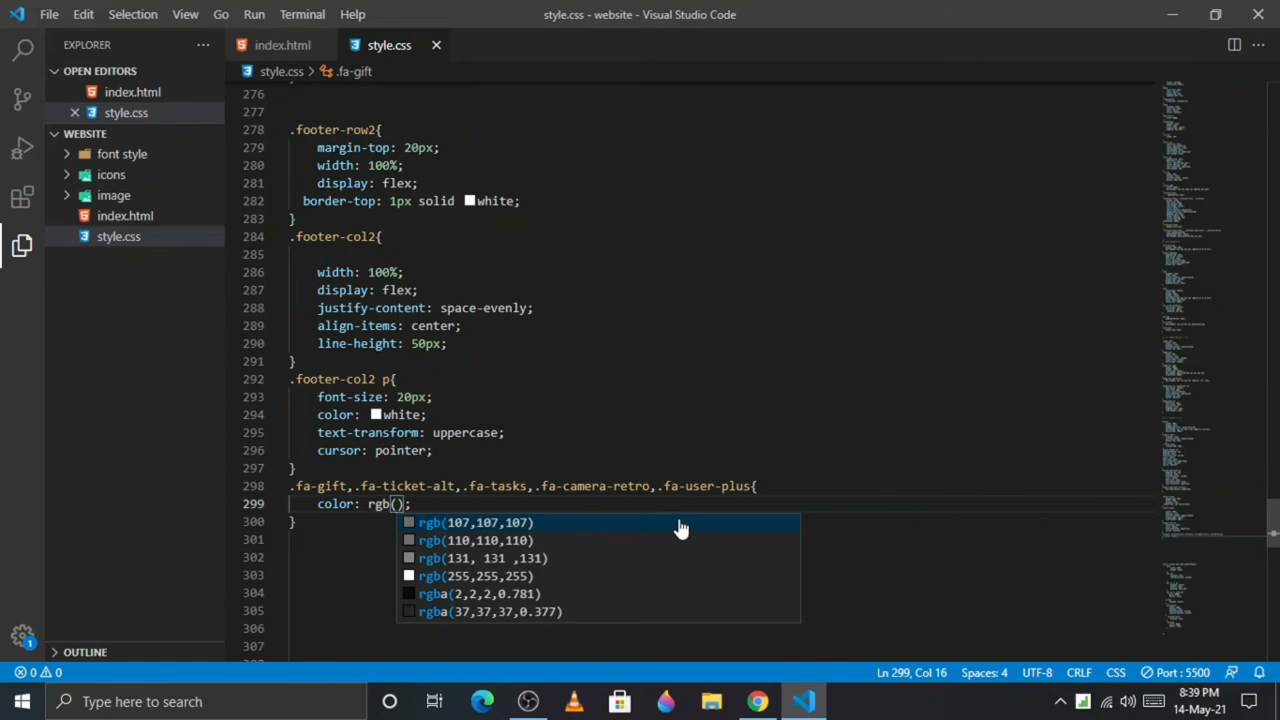 File Edit Selection View Go Run Terminal Help style.css - website - Visual Studio Code
EXPLORER
index.html
style.css
OPEN EDITORS
style.css > .fa-gift
index.html
style.css
WEBSITE
font style
icons
image
index.html
style.css
OUTLINE
276
277
278 .footer-row2{
279 margin-top: 20px;
280 width: 100%;
281 display: flex;
282 border-top: 1px solid white;
283 }
284 .footer-col2{
285
286 width: 100%;
287 display: flex;
288 justify-content: space-evenly;
289 align-items: center;
290 line-height: 50px;
291 }
292 .footer-col2 p{
293 font-size: 20px;
294 color: white;
295 text-transform: uppercase;
296 cursor: pointer;
297 }
298 .fa-gift,.fa-ticket-alt,.fa-tasks,.fa-camera-retro,.fa-user-plus{
299 color: rgb();
300 }
301
302
303
304
305
306
307
rgb(107,107,107)
rgb(110,110,110)
rgb(131, 131 ,131)
rgb(255,255,255)
rgba(2,2,2,0.781)
rgba(37,37,37,0.377)
1
0 0 Ln 299, Col 16 Spaces: 4 UTF-8 CRLF CSS Port : 5500
Type here to search
8:39 PM
14-May-21